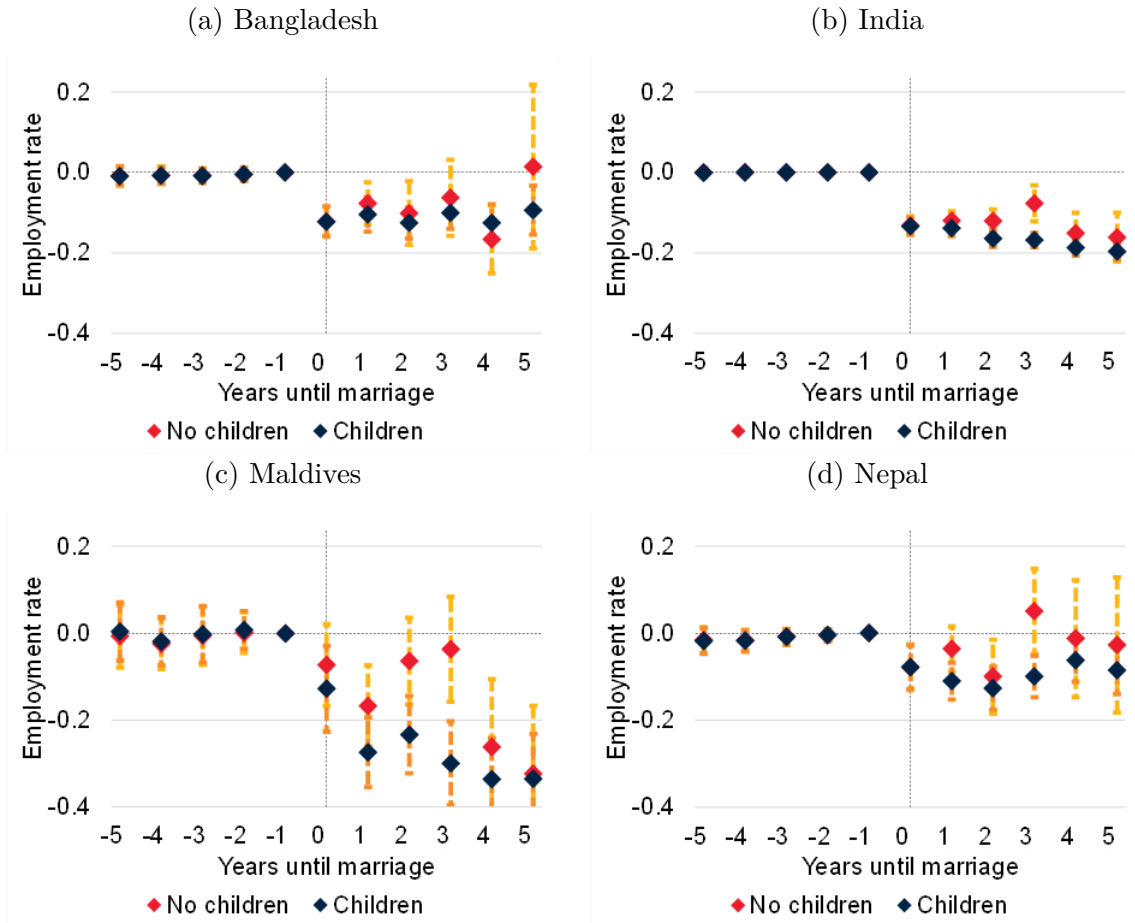 (a) Bangladesh
Employment rate
0.2
0.0
-0.2
-0.4
-5 -4 -3 -2 -1 0 1 2 3 4 5
Years until marriage
No children Children
(b) India
Employment rate
0.2
0.0
-0.2
-0.4
-5 -4 -3 -2 -1 0 1 2 3 4 5
Years until marriage
No children Children
(c) Maldives
Employment rate
0.2
0.0
-0.2
-0.4
-5 -4 -3 -2 -1 0 1 2 3 4 5
Years until marriage
No children Children
(d) Nepal
Employment rate
0.2
0.0
-0.2
-0.4
-5 -4 -3 -2 -1 0 1 2 3 4 5
Years until marriage
No children Children